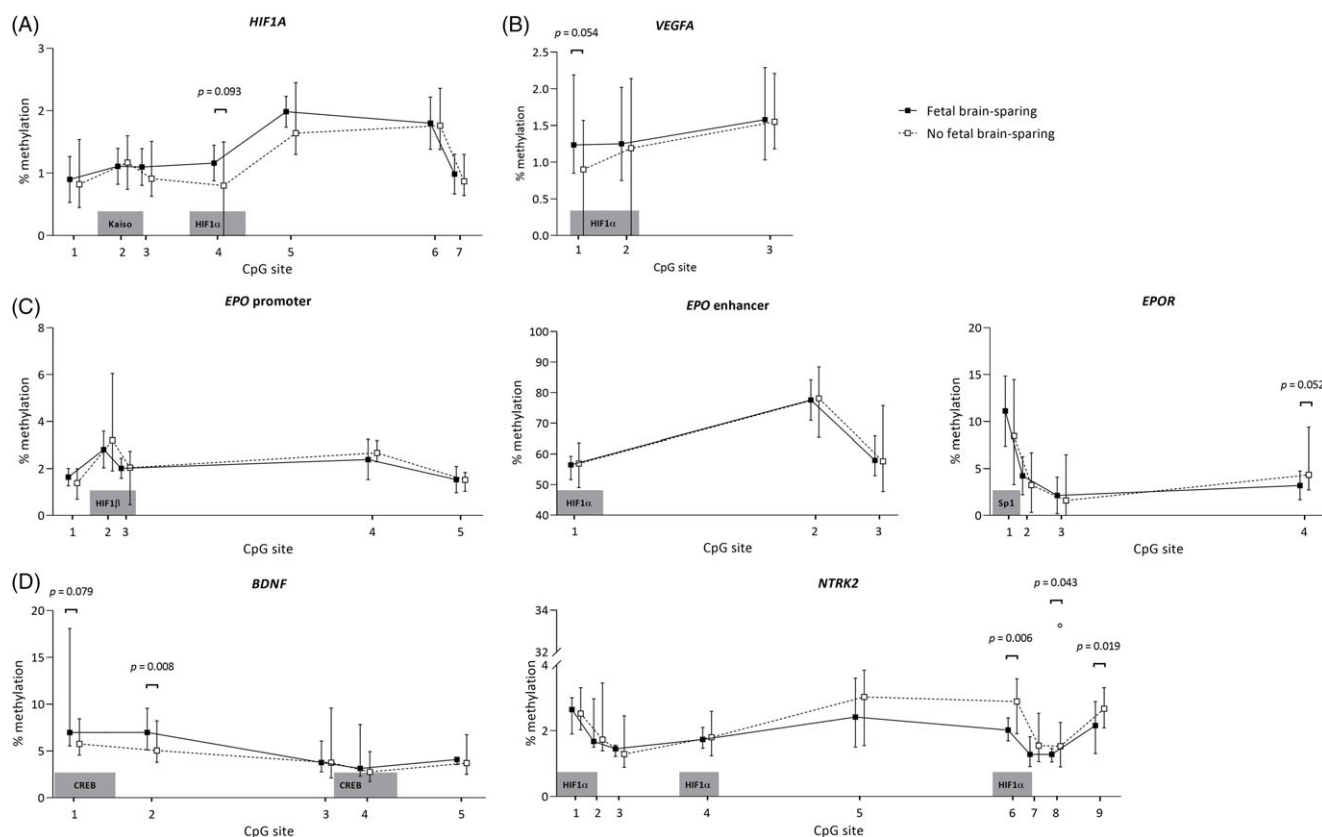 (A)
HIF1A
p = 0.093
% methylation
3
2
1
0
Kaiso
HIF1α
1 2 3 4 5 6 7
CpG site
(B)
VEGFA
p = 0.054
% methylation
2.5
2.0
1.5
1.0
0.5
0.0
HIF1α
1 2 3
CpG site
Fetal brain-sparing
No fetal brain-sparing
(C)
EPO promoter
% methylation
8
6
4
2
0
HIF1β
1 2 3 4 5
CpG site
EPO enhancer
% methylation
100
90
80
70
60
50
40
HIF1α
1 2 3
CpG site
EPOR
p = 0.052
% methylation
20
15
10
5
0
Sp1
1 2 3 4
CpG site
(D)
BDNF
p = 0.079
p = 0.008
% methylation
20
15
10
5
0
CREB
CREB
1 2 3 4 5
CpG site
NTRK2
p = 0.043
p = 0.006
p = 0.019
% methylation
34
32
4
2
0
HIF1α
HIF1α
HIF1α
1 2 3 4 5 6 7 8 9
CpG site